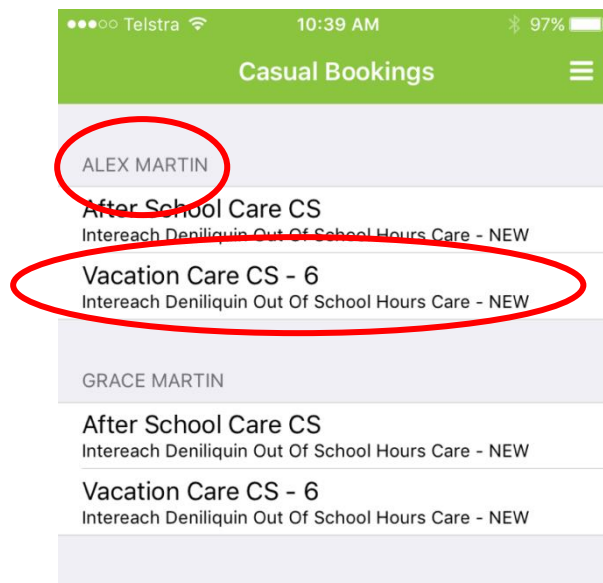 Telstra 10:39 AM 97%
Casual Bookings
ALEX MARTIN
After School Care CS
Intereach Deniliquin Out Of School Hours Care - NEW
Vacation Care CS - 6
Intereach Deniliquin Out Of School Hours Care - NEW
GRACE MARTIN
After School Care CS
Intereach Deniliquin Out Of School Hours Care - NEW
Vacation Care CS - 6
Intereach Deniliquin Out Of School Hours Care - NEW